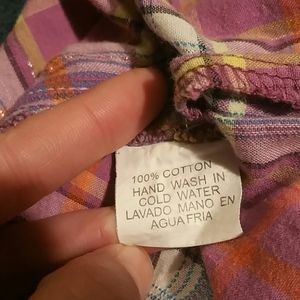 100% COTTON
HAND WASH IN
COLD WATER
LAVADO MANO EN
AGUA FRIA